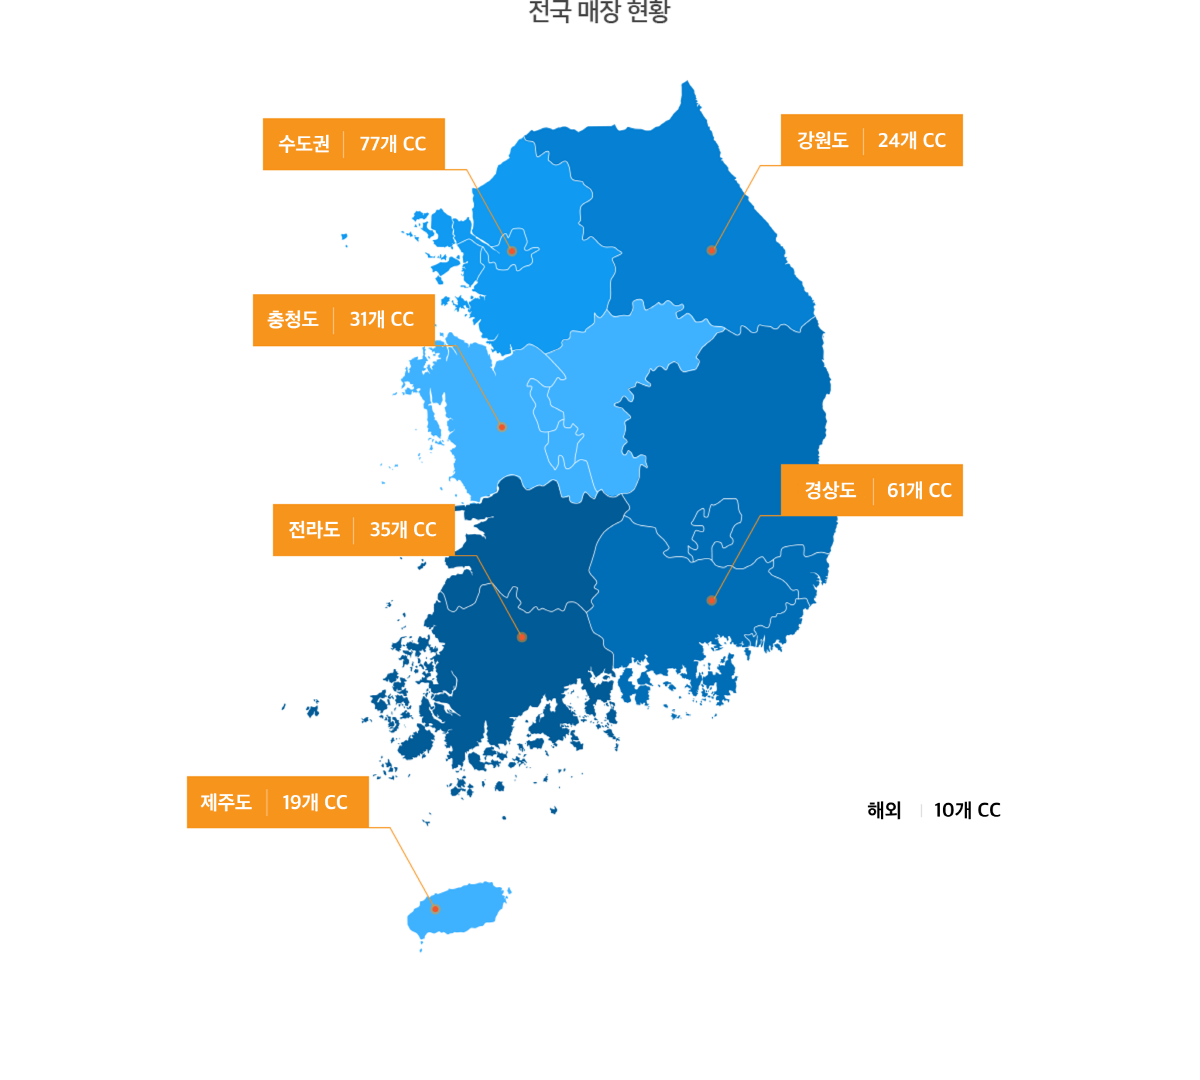 전국 매장 현황
수도권 77개 CC
강원도 24개 CC
충청도 31개 CC
경상도 61개 CC
전라도 35개 CC
제주도 19개 CC
해외 10개 CC